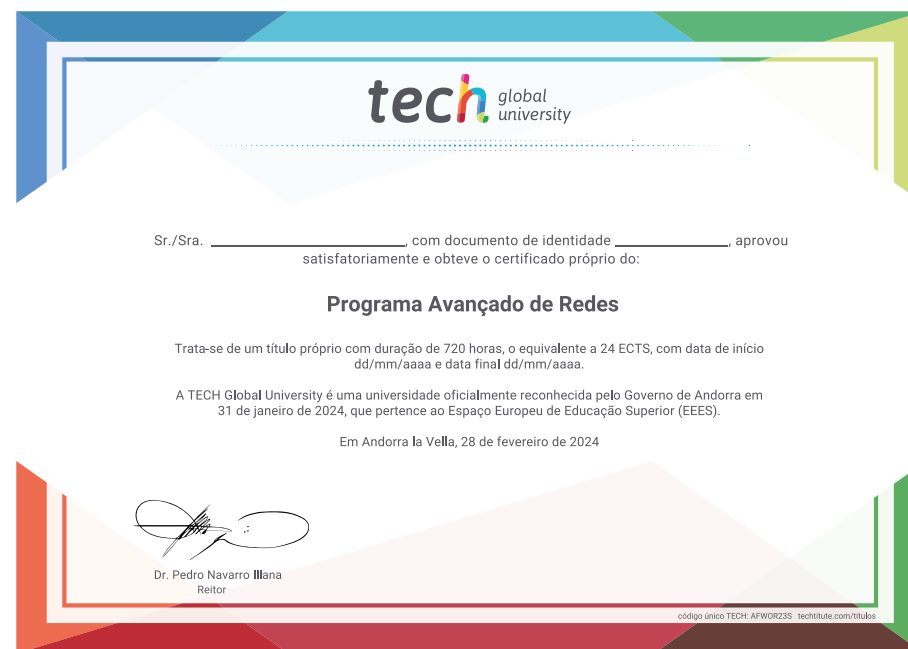 tech global university
Sr./Sra. ____________________, com documento de identidade ____________, aprovou
satisfatoriamente e obteve o certificado próprio do:
Programa Avançado de Redes
Trata-se de um título próprio com duração de 720 horas, o equivalente a 24 ECTS, com data de início
dd/mm/aaaa e data final dd/mm/aaaa.
A TECH Global University é uma universidade oficialmente reconhecida pelo Governo de Andorra em
31 de janeiro de 2024, que pertence ao Espaço Europeu de Educação Superior (EEES).
Em Andorra la Vella, 28 de fevereiro de 2024
Dr. Pedro Navarro Illana
Reitor
código único TECH: AFWOR23S techtitute.com/titulos